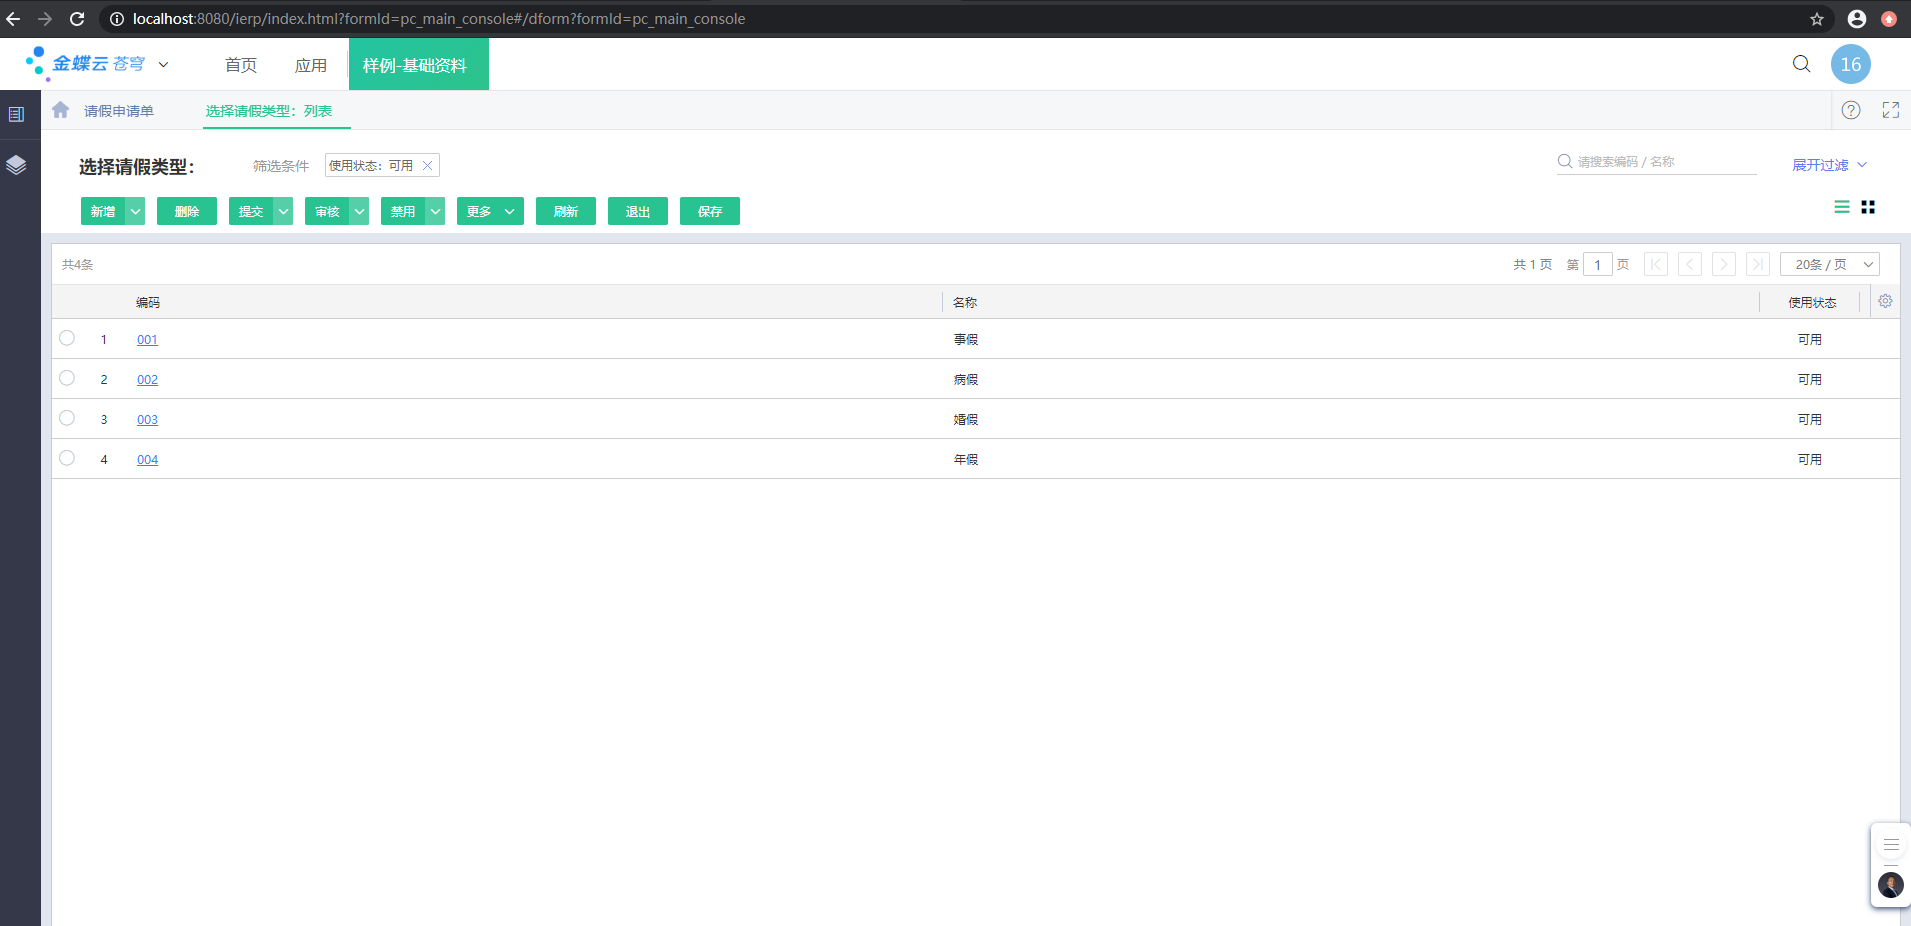 localhost:8080/ierp/index.html?formId=pc_main_console#/dform?formId=pc_main_console
金蝶云 苍穹 首页 应用 样例-基础资料 16
请假申请单 选择请假类型：列表
选择请假类型： 筛选条件 使用状态：可用 请搜索编码 / 名称 展开过滤
新增 删除 提交 审核 禁用 更多 刷新 退出 保存
共4条 共 1 页 第 1 页 20条 / 页
编码 名称 使用状态
1 001 事假 可用
2 002 病假 可用
3 003 婚假 可用
4 004 年假 可用